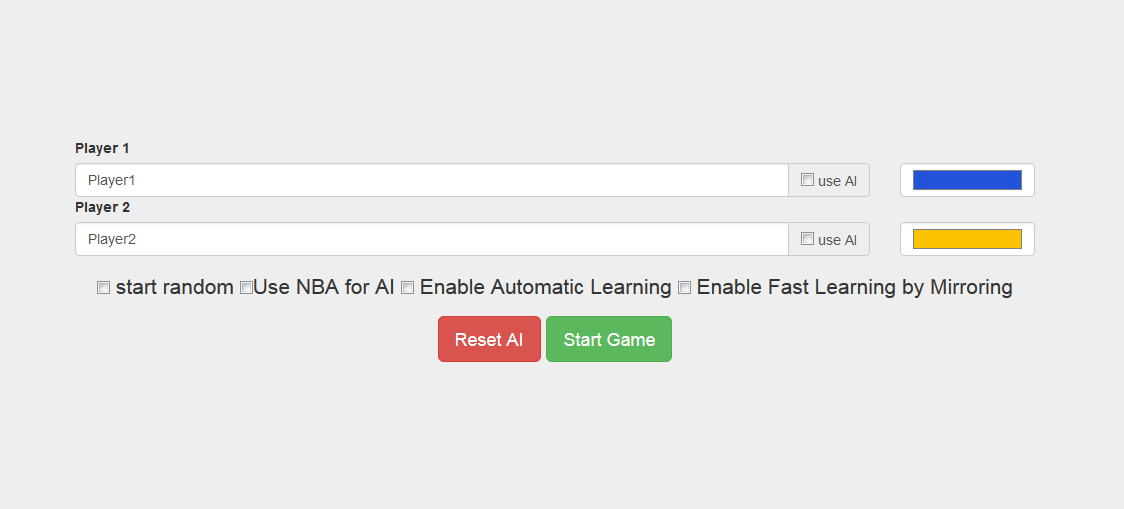 Player 1
Player1 use AI
Player 2
Player2 use AI
start random Use NBA for AI Enable Automatic Learning Enable Fast Learning by Mirroring
Reset AI Start Game